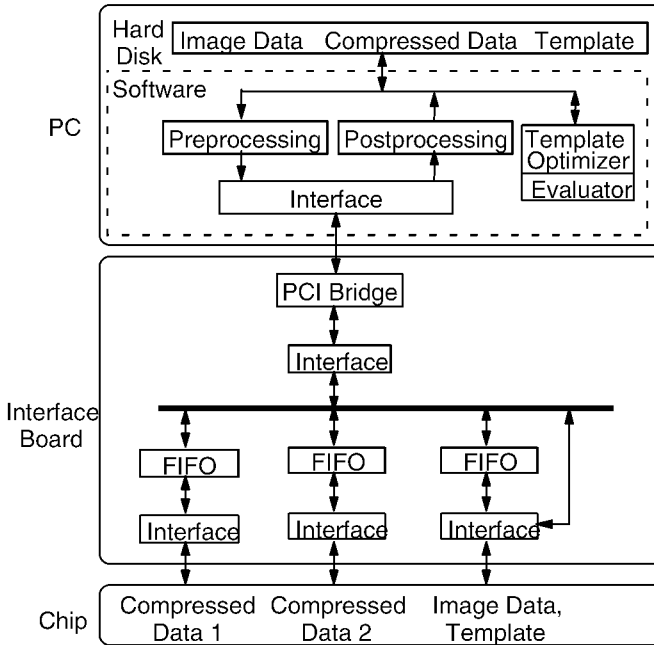 Hard Disk
Image Data Compressed Data Template
PC
Software
Preprocessing
Postprocessing
Template
Optimizer
Evaluator
Interface
Interface Board
PCI Bridge
Interface
FIFO
FIFO
FIFO
Interface
Interface
Interface
Chip
Compressed
Data 1
Compressed
Data 2
Image Data,
Template